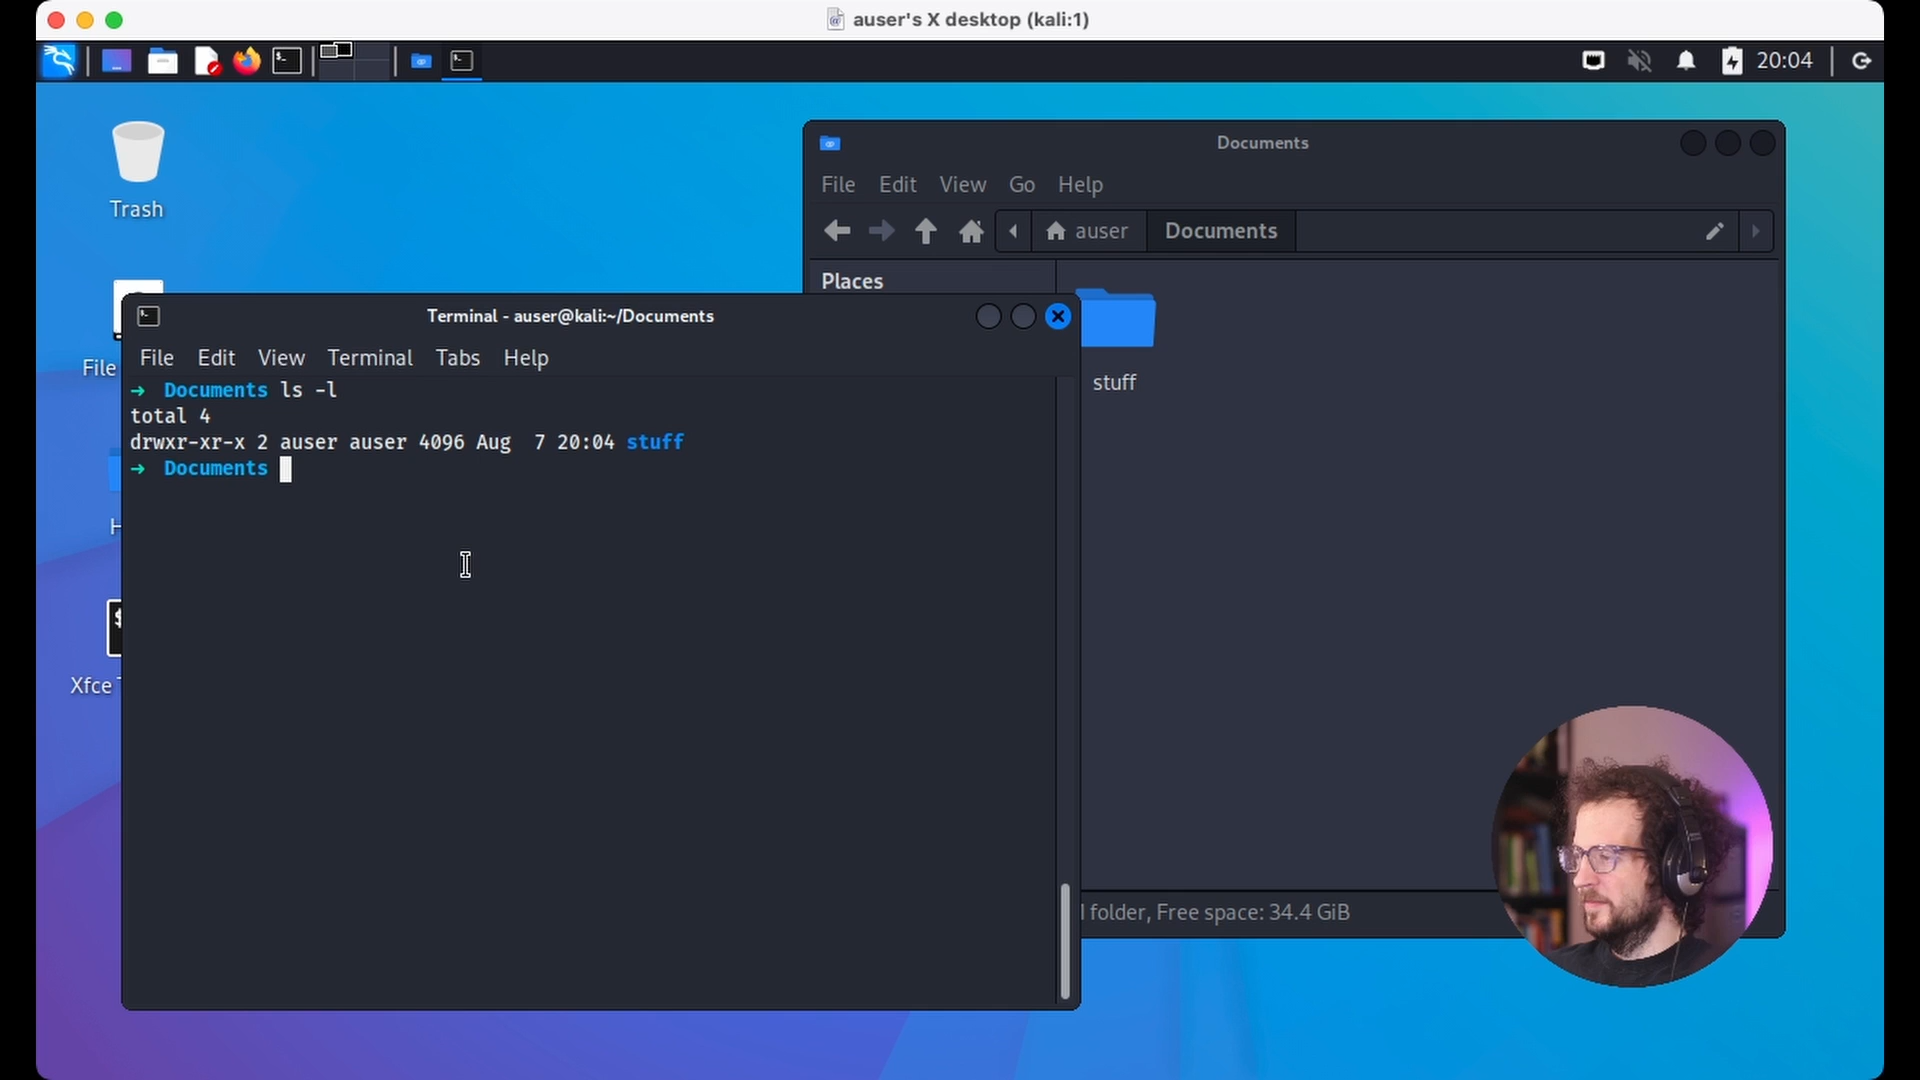 auser's X desktop (kali:1)
20:04
Trash
File
H
Xfce T
Documents
File Edit View Go Help
auser Documents
Places
stuff
folder, Free space: 34.4 GiB
Terminal - auser@kali:~/Documents
File Edit View Terminal Tabs Help
➜ Documents ls -l
total 4
drwxr-xr-x 2 auser auser 4096 Aug  7 20:04 stuff
➜ Documents